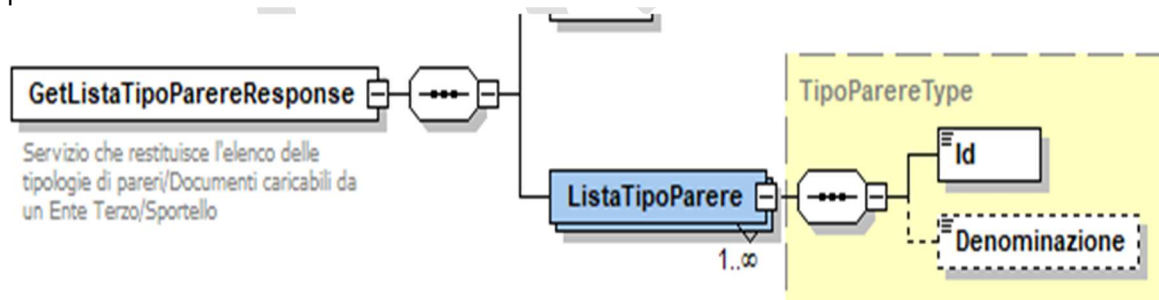 GetListaTipoParereResponse
Servizio che restituisce l'elenco delle
tipologie di pareri/Documenti caricabili da
un Ente Terzo/Sportello
ListaTipoParere
1..∞
TipoParereType
Id
Denominazione